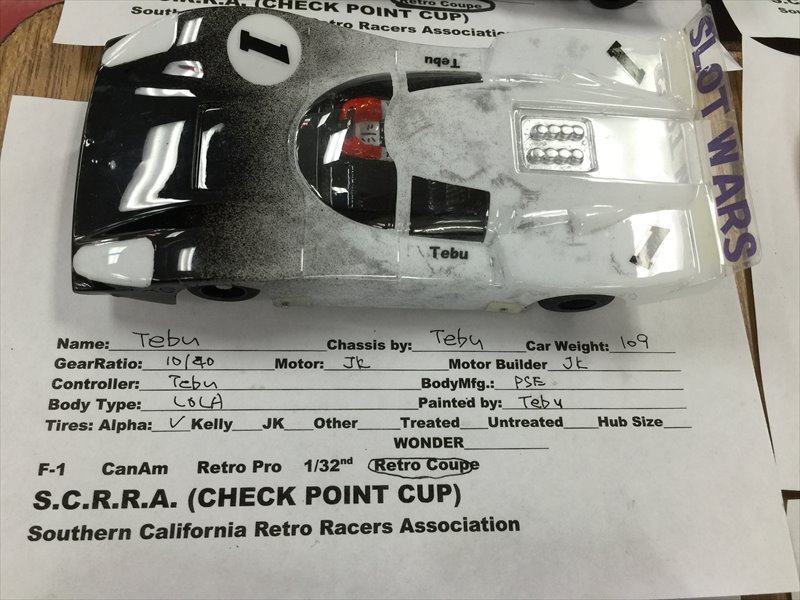 S.C.R.R.A. (CHECK POINT CUP)
Retro Coupe
Southern California Retro Racers Association
1
Tebu
1
SLOT WARS
Tebu
1
Name: Tebu Chassis by: Tebu Car Weight: 109
GearRatio: 10/40 Motor: JK Motor Builder JK
Controller: Tebu BodyMfg.: PSE
Body Type: LOLA Painted by: Tebu
Tires: Alpha: ✓ Kelly JK Other Treated Untreated Hub Size
WONDER
F-1 CanAm Retro Pro 1/32nd Retro Coupe
S.C.R.R.A. (CHECK POINT CUP)
Southern California Retro Racers Association